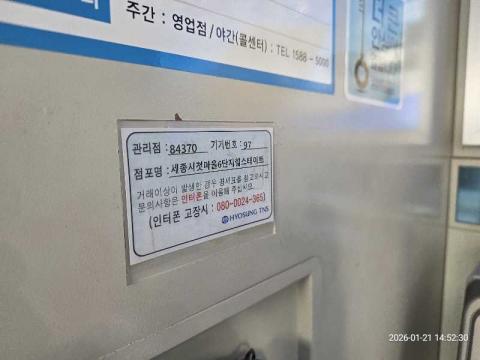 주간 : 영업점 / 야간(콜센터) : TEL 1588 - 5000
관리점 : 84370 기기번호 : 97
점포명 : 세종시첫마을6단지힐스테이트
거래이상이 발생한 경우 명세표를 참고하시고
문의사항은 인터폰을 이용해 주십시요.
(인터폰 고장시 : 080-0024-365)
HYOSUNG TNS
2026-01-21 14:52:30